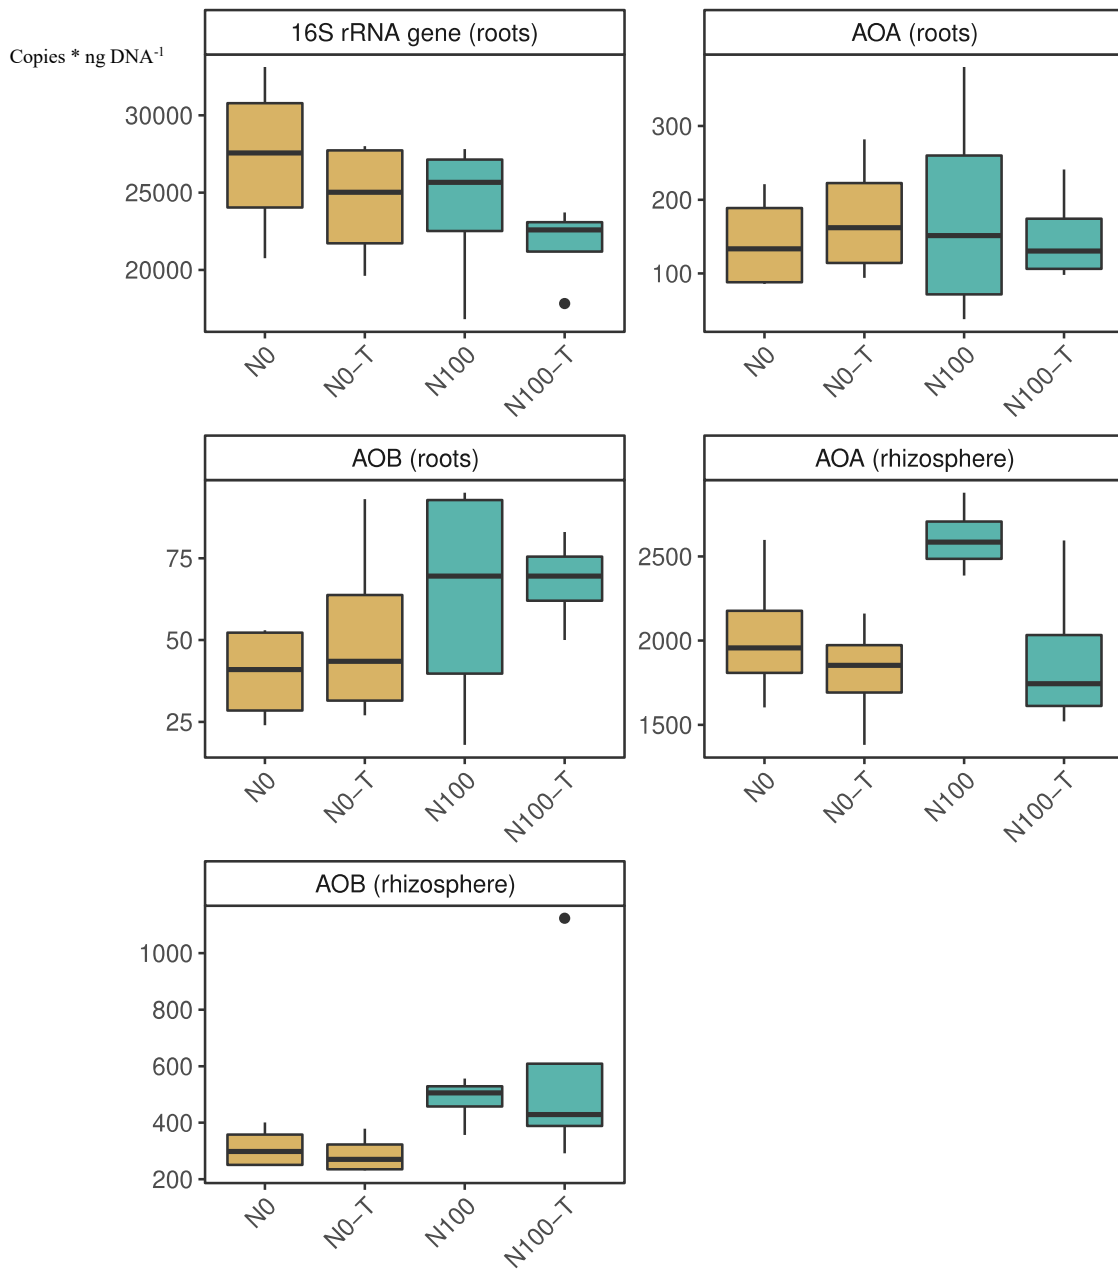 Copies * ng DNA⁻¹
16S rRNA gene (roots)
30000
25000
20000
N0
N0−T
N100
N100−T
AOA (roots)
300
200
100
N0
N0−T
N100
N100−T
AOB (roots)
75
50
25
N0
N0−T
N100
N100−T
AOA (rhizosphere)
2500
2000
1500
N0
N0−T
N100
N100−T
AOB (rhizosphere)
1000
800
600
400
200
N0
N0−T
N100
N100−T